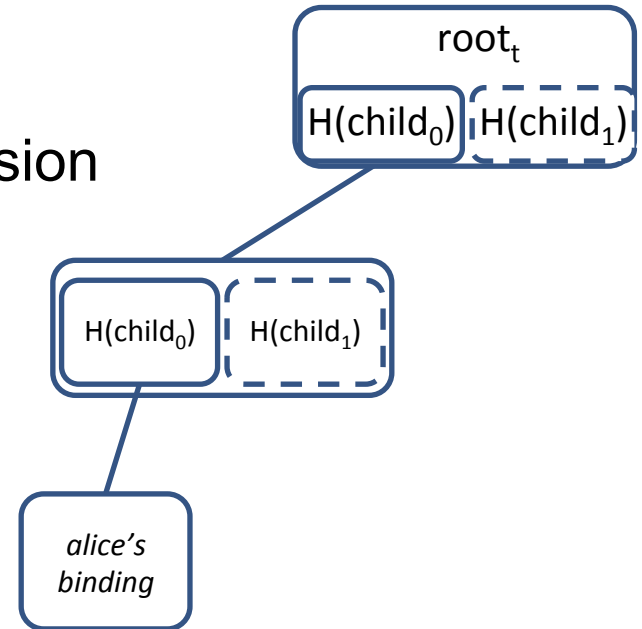 root_t
H(child_0) H(child_1)
sion
H(child_0) H(child_1)
alice's
binding